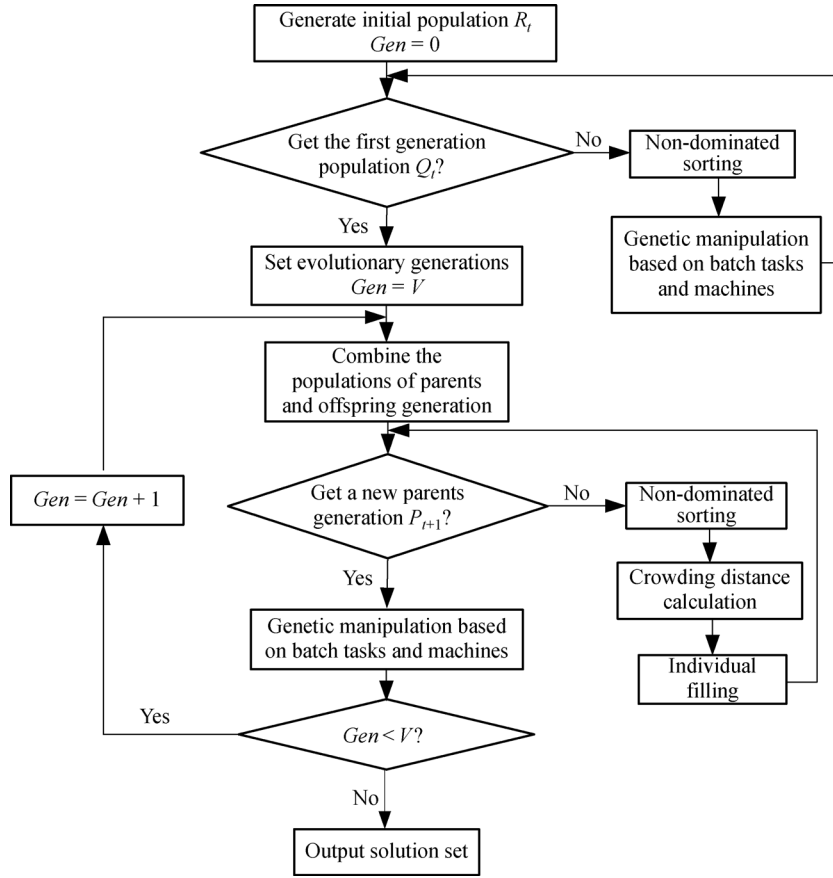 Generate initial population Rₜ
Gen = 0
Get the first generation
population Qₜ?
No
Non-dominated
sorting
Genetic manipulation
based on batch tasks
and machines
Yes
Set evolutionary generations
Gen = V
Combine the
populations of parents
and offspring generation
Gen = Gen + 1
Get a new parents
generation Pₜ₊₁?
No
Non-dominated
sorting
Crowding distance
calculation
Individual
filling
Yes
Genetic manipulation based
on batch tasks and machines
Yes
Gen < V?
No
Output solution set